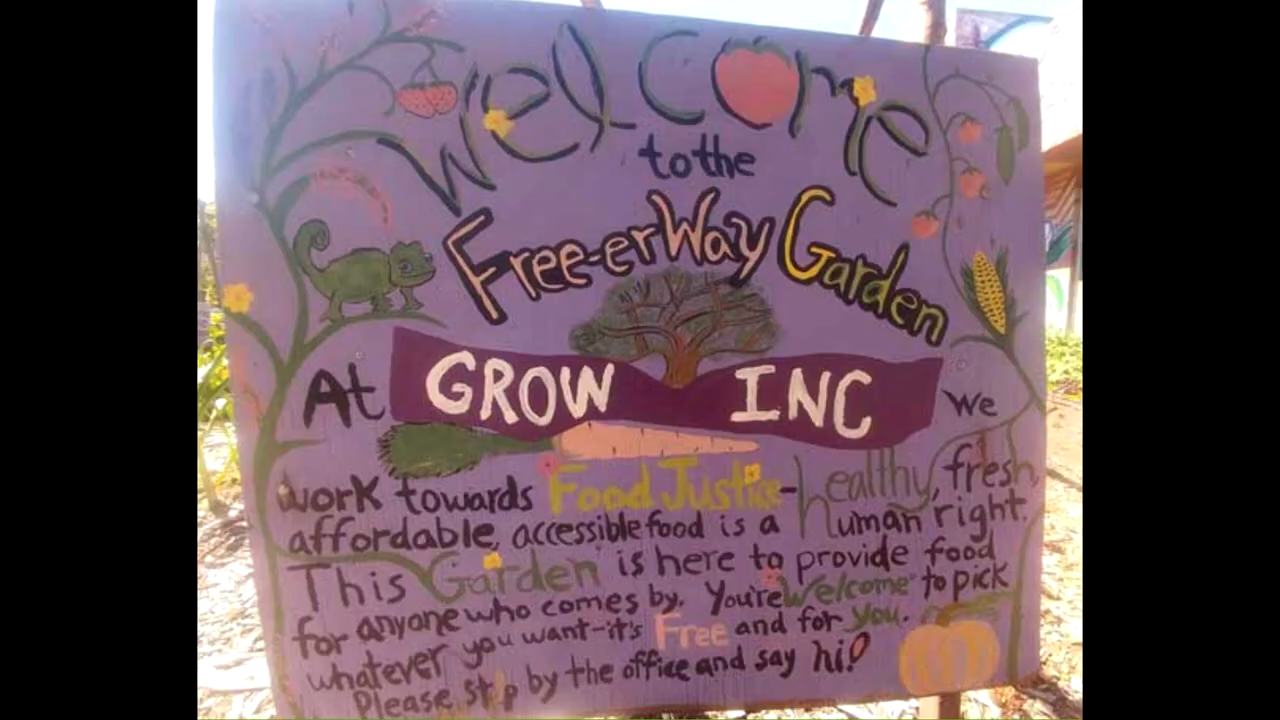 Welcome
to the
Free-er Way Garden
At GROW INC We
work towards Food Justice-healthy, fresh,
affordable, accessible food is a human right.
This Garden is here to provide food
for anyone who comes by. You're Welcome to pick
whatever you want-it's Free and for you.
Please stop by the office and say hi!